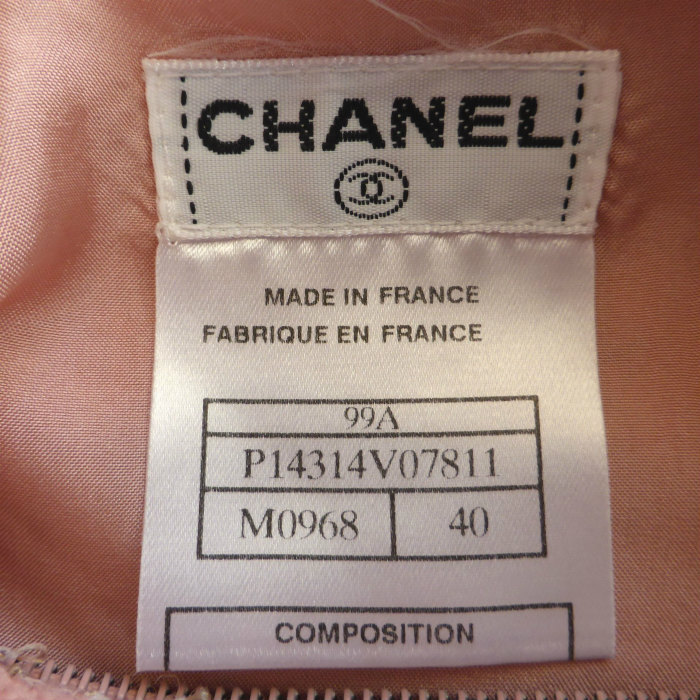 CHANEL
MADE IN FRANCE
FABRIQUE EN FRANCE
99A
P14314V07811
M0968 40
COMPOSITION